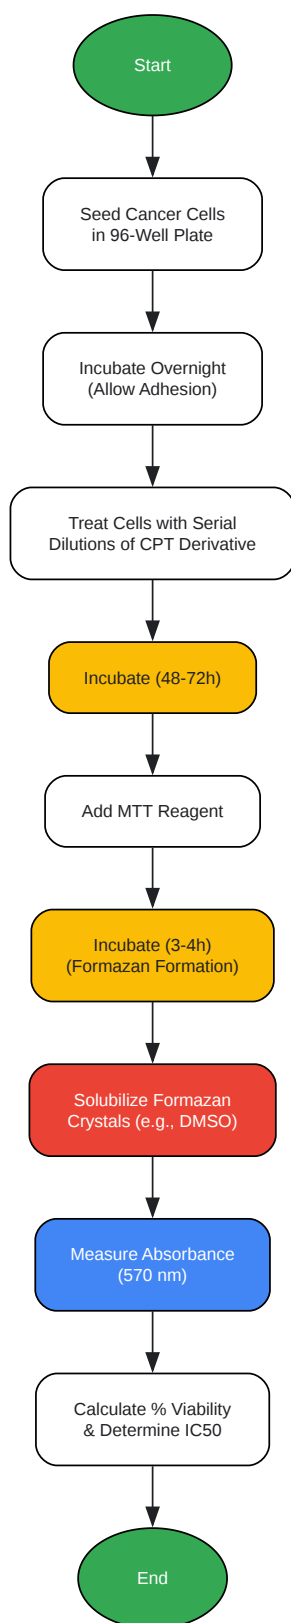 Start
Seed Cancer Cells
in 96-Well Plate
Incubate Overnight
(Allow Adhesion)
Treat Cells with Serial
Dilutions of CPT Derivative
Incubate (48-72h)
Add MTT Reagent
Incubate (3-4h)
(Formazan Formation)
Solubilize Formazan
Crystals (e.g., DMSO)
Measure Absorbance
(570 nm)
Calculate % Viability
& Determine IC50
End